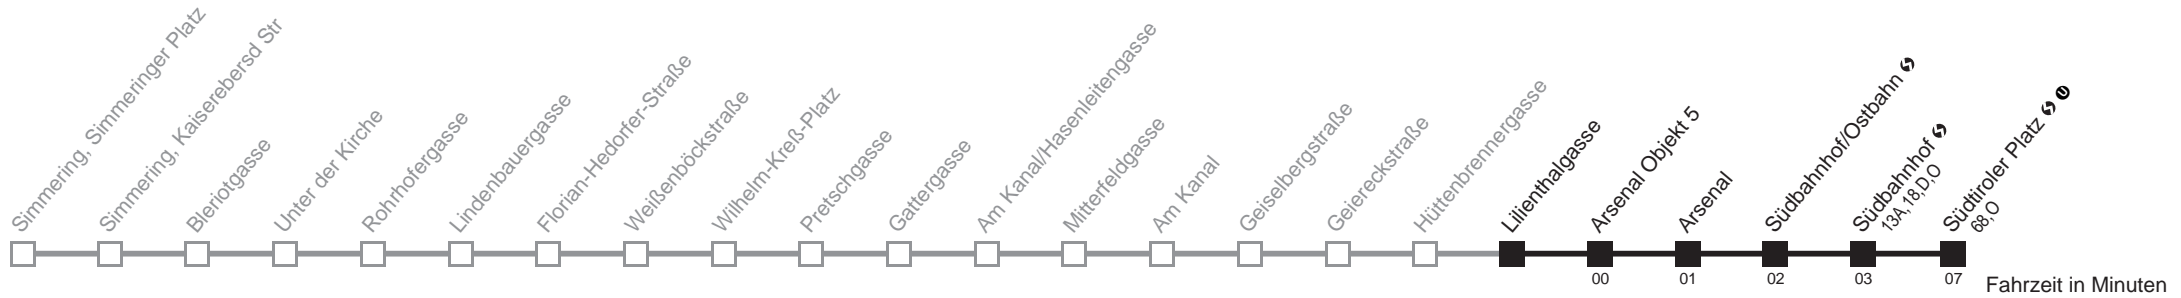 Simmering, Simmeringer Platz
Simmering, Kaiserebersd Str
Bleriotgasse
Unter der Kirche
Rohrhofergasse
Lindenbauergasse
Florian-Hedorfer-Straße
Weißenböckstraße
Wilhelm-Kreß-Platz
Pretschgasse
Gattergasse
Am Kanal/Hasenleitengasse
Mitterfeldgasse
Am Kanal
Geiselbergstraße
Geiereckstraße
Hüttenbrennergasse
Lilienthalgasse
Arsenal Objekt 5
Arsenal
Südbahnhof/Ostbahn S
Südbahnhof S
13A,18,D,O
Südtiroler Platz S U
68,O
00 01 02 03 07
Fahrzeit in Minuten